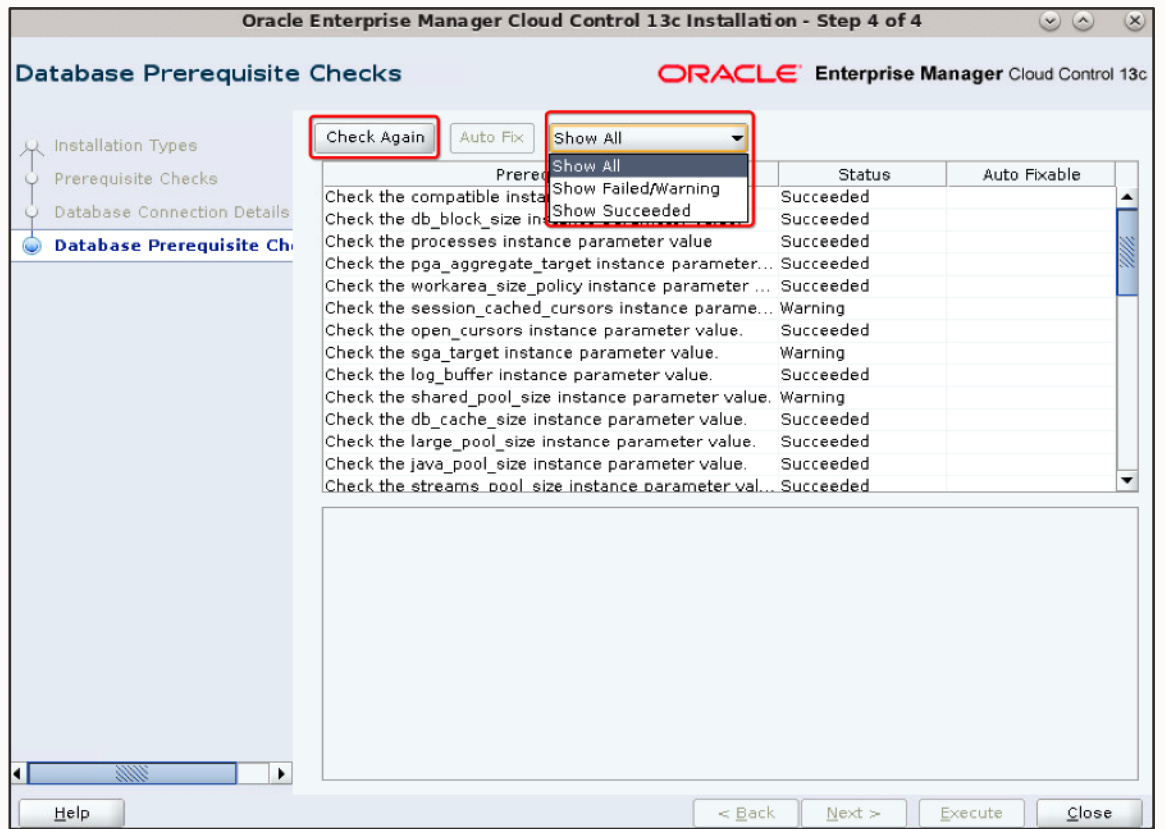 Oracle Enterprise Manager Cloud Control 13c Installation - Step 4 of 4
Database Prerequisite Checks
ORACLE Enterprise Manager Cloud Control 13c
Installation Types
Prerequisite Checks
Database Connection Details
Database Prerequisite Ch
Check Again Auto Fix Show All
Show All
Show Failed/Warning
Show Succeeded
Prereq Status Auto Fixable
Check the compatible insta Succeeded
Check the db_block_size Succeeded
Check the processes instance parameter value Succeeded
Check the pga_aggregate_target instance parameter... Succeeded
Check the workarea_size_policy instance parameter ... Succeeded
Check the session_cached_cursors instance parame... Warning
Check the open_cursors instance parameter value. Succeeded
Check the sga_target instance parameter value. Warning
Check the log_buffer instance parameter value. Succeeded
Check the shared_pool_size instance parameter value. Warning
Check the db_cache_size instance parameter value. Succeeded
Check the large_pool_size instance parameter value. Succeeded
Check the java_pool_size instance parameter value. Succeeded
Check the streams_pool_size instance parameter val... Succeeded
Help < Back Next > Execute Close